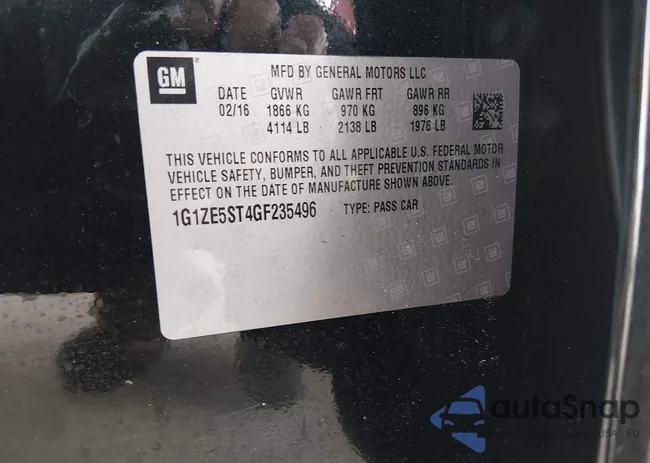 GM
MFD BY GENERAL MOTORS LLC
DATE GVWR GAWR FRT GAWR RR
02/16 1866 KG 970 KG 896 KG
4114 LB 2138 LB 1976 LB
THIS VEHICLE CONFORMS TO ALL APPLICABLE U.S. FEDERAL MOTOR
VEHICLE SAFETY, BUMPER, AND THEFT PREVENTION STANDARDS IN
EFFECT ON THE DATE OF MANUFACTURE SHOWN ABOVE.
1G1ZE5ST4GF235496 TYPE: PASS CAR
autoSnap
USA EU